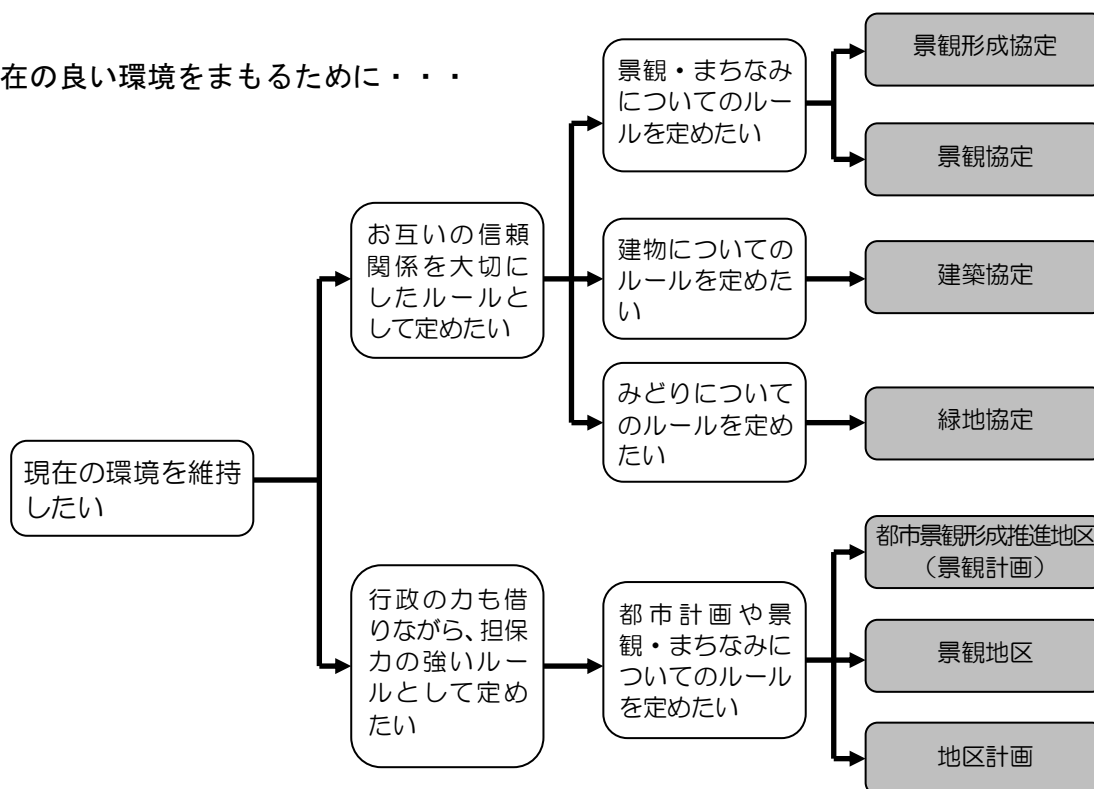 在の良い環境をまもるために・・・
現在の環境を維持
したい
お互いの信頼
関係を大切に
したルールと
して定めたい
景観・まちなみ
についてのルー
ルを定めたい
景観形成協定
景観協定
建物についての
ルールを定めた
い
建築協定
みどりについて
のルールを定め
たい
緑地協定
行政の力も借
りながら、担保
力の強いルー
ルとして定め
たい
都市計画や景
観・まちなみに
ついてのルール
を定めたい
都市景観形成推進地区
（景観計画）
景観地区
地区計画